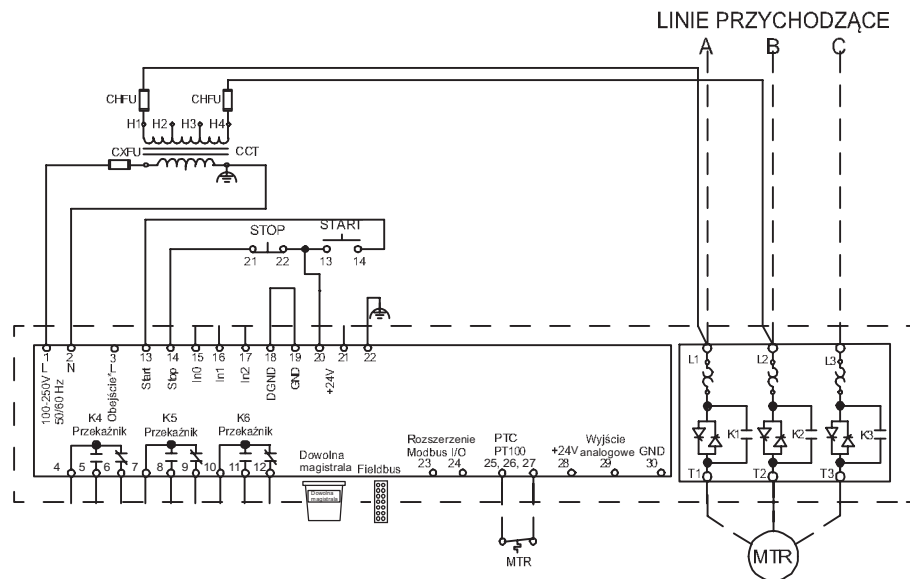 LINIE PRZYCHODZĄCE
A B C
CHFU CHFU
H1 H2 H3 H4
CXFU CCT
STOP START
21 22 13 14
1 2 3 13 14 15 16 17 18 19 20 21 22
L N Obejście*L Start Stop In0 In1 In2 DGNID GND +24V
100-250V
50/60 Hz
L1 L2 L3
K4 K5 K6
Przekaźnik Przekaźnik Przekaźnik
K1 K2 K3
4 5 6 7 8 9 10 11 12
Dowolna
magistrala
Fieldbus
Rozszerzenie
Modbus I/O
23 24
PTC
PT100
25, 26, 27
+24V
28
Wyjście
analogowe
29
GND
30
T1 T2 T3
Dowolna
magistrala
MTR
MTR